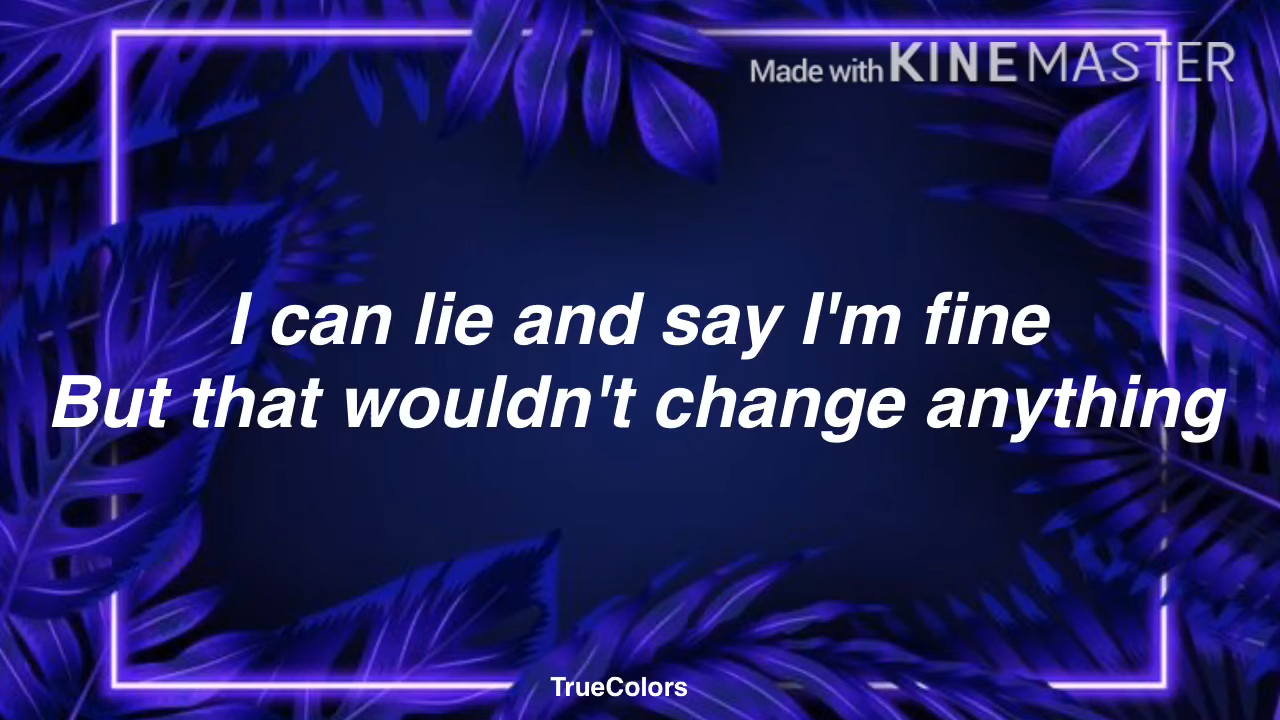 Made with KINEMASTER
I can lie and say I'm fine
But that wouldn't change anything
TrueColors